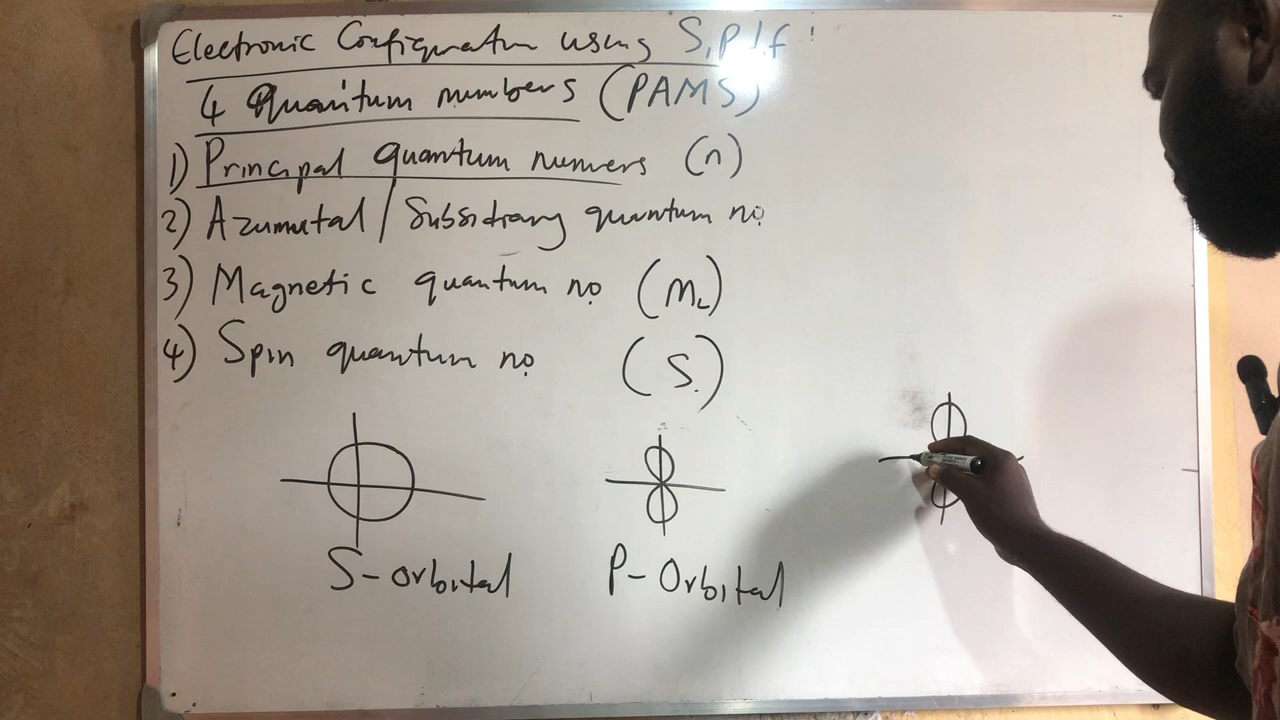 Electronic Configuration using S, P d f
4 Quantum numbers (PAMS)
1) Principal quantum numers (n)
2) Azumutal / Subsidiary quantum no
3) Magnetic quantum no (ML)
4) Spin quantum no (S.)
S-orbital P-Orbital